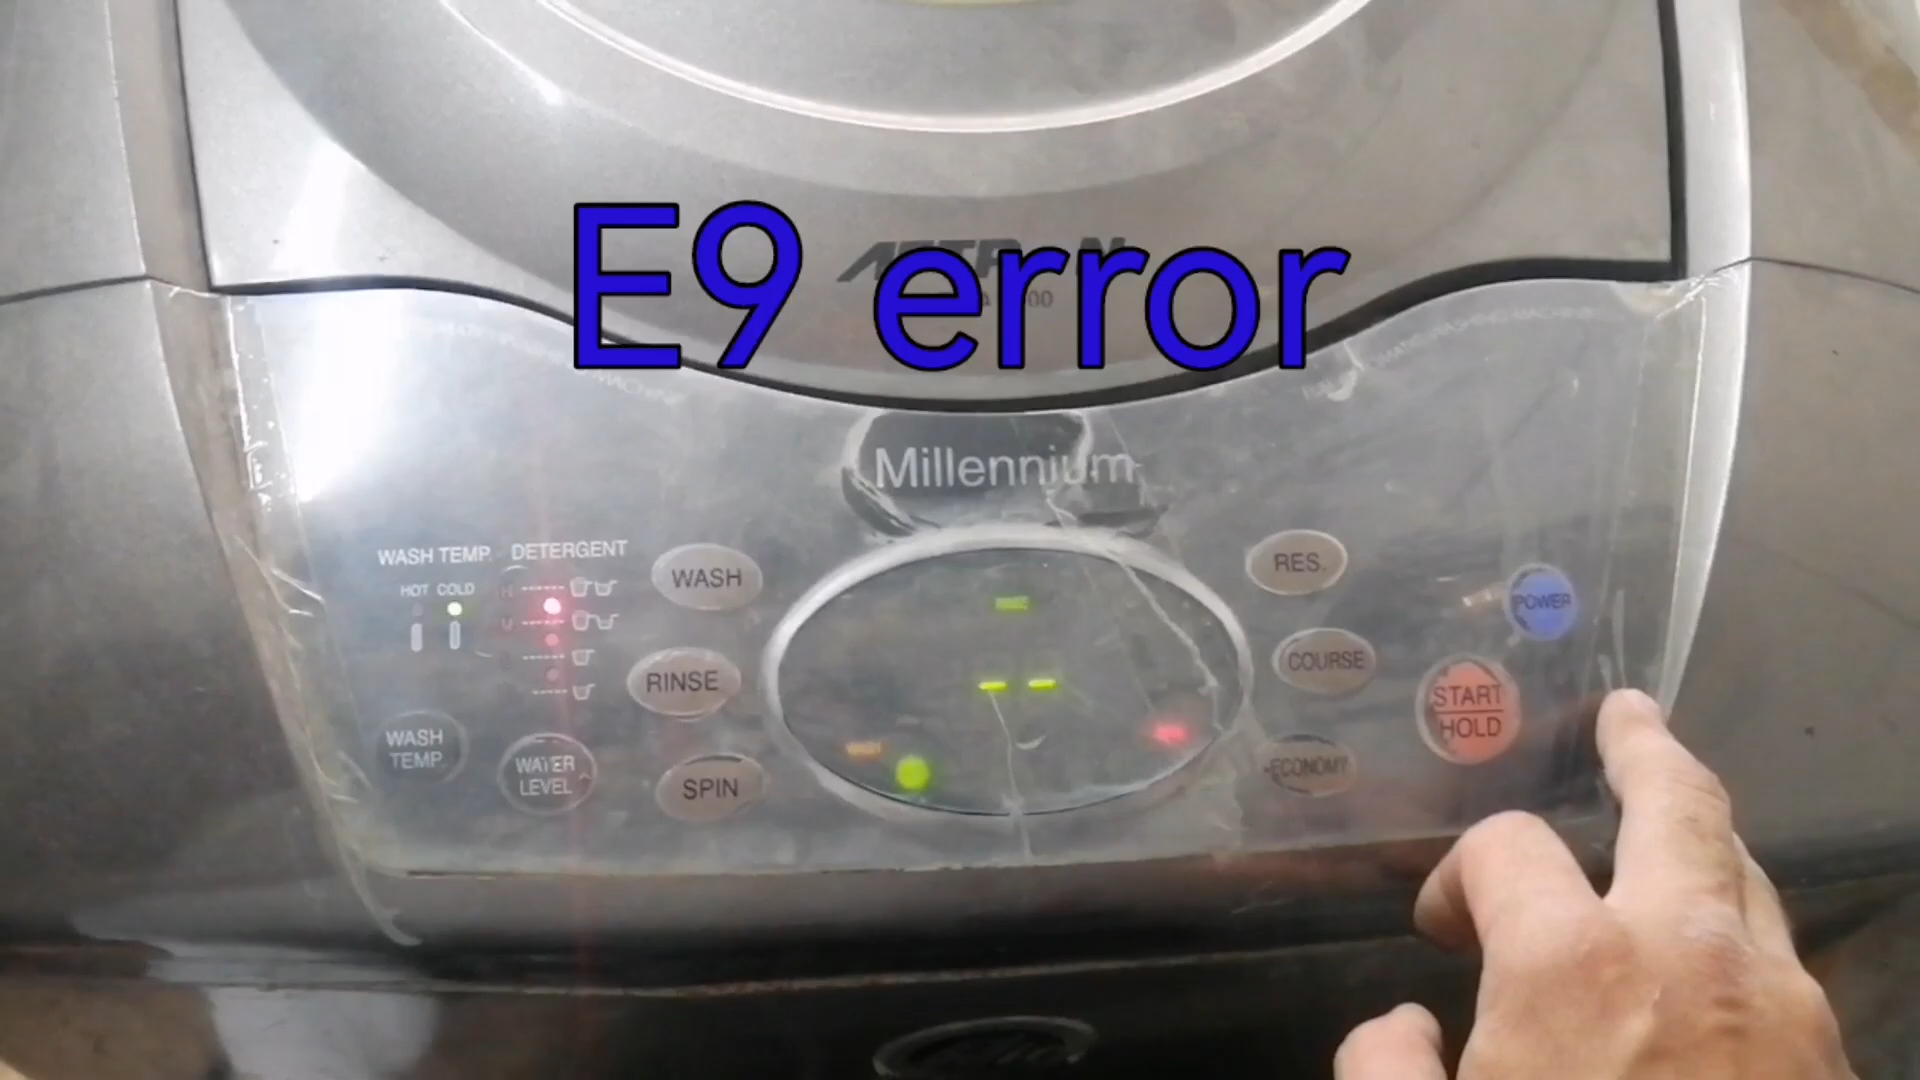 E9 error
Millennium
WASH TEMP. DETERGENT
HOT COLD
WASH
RINSE
SPIN
WASH
TEMP.
WATER
LEVEL
RES.
COURSE
ECONOMY
POWER
START
HOLD